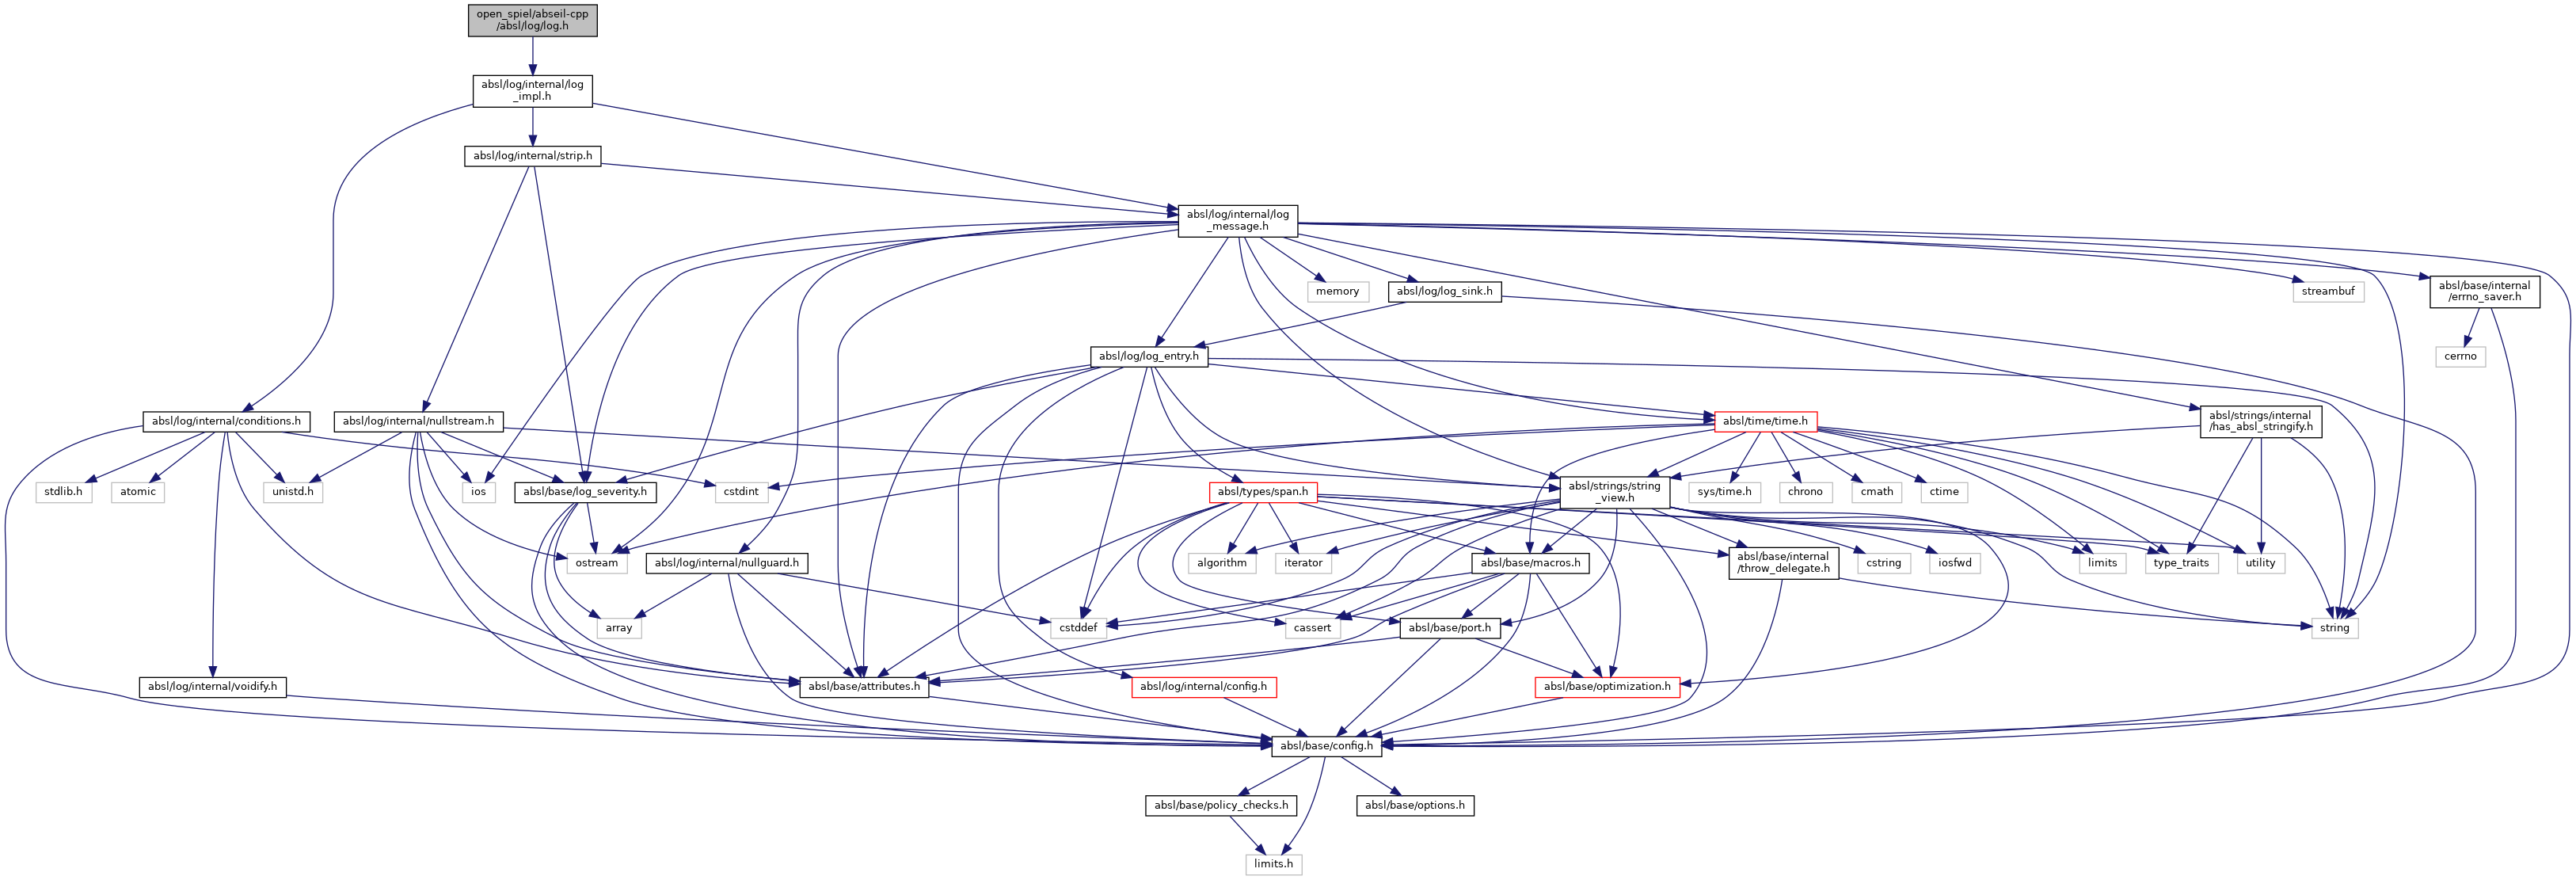 open_spiel/abseil-cpp
/absl/log/log.h
absl/log/internal/log
_impl.h
absl/log/internal/strip.h
absl/log/internal/log
_message.h
memory
absl/log/log_sink.h
streambuf
absl/base/internal
/errno_saver.h
absl/log/log_entry.h
cerrno
absl/log/internal/conditions.h
absl/log/internal/nullstream.h
absl/time/time.h
absl/strings/internal
/has_absl_stringify.h
stdlib.h
atomic
unistd.h
ios
absl/base/log_severity.h
cstdint
absl/types/span.h
absl/strings/string
_view.h
sys/time.h
chrono
cmath
ctime
ostream
absl/log/internal/nullguard.h
algorithm
iterator
absl/base/macros.h
absl/base/internal
/throw_delegate.h
cstring
iosfwd
limits
type_traits
utility
array
cstddef
cassert
absl/base/port.h
string
absl/log/internal/voidify.h
absl/base/attributes.h
absl/log/internal/config.h
absl/base/optimization.h
absl/base/config.h
absl/base/policy_checks.h
absl/base/options.h
limits.h